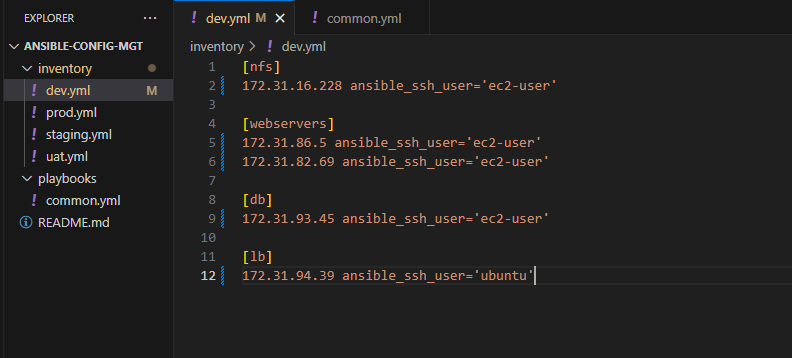 EXPLORER
ANSIBLE-CONFIG-MGT
inventory
dev.yml M
prod.yml
staging.yml
uat.yml
playbooks
common.yml
README.md
dev.yml M
common.yml
inventory > dev.yml
1 [nfs]
2 172.31.16.228 ansible_ssh_user='ec2-user'
3
4 [webservers]
5 172.31.86.5 ansible_ssh_user='ec2-user'
6 172.31.82.69 ansible_ssh_user='ec2-user'
7
8 [db]
9 172.31.93.45 ansible_ssh_user='ec2-user'
10
11 [lb]
12 172.31.94.39 ansible_ssh_user='ubuntu'